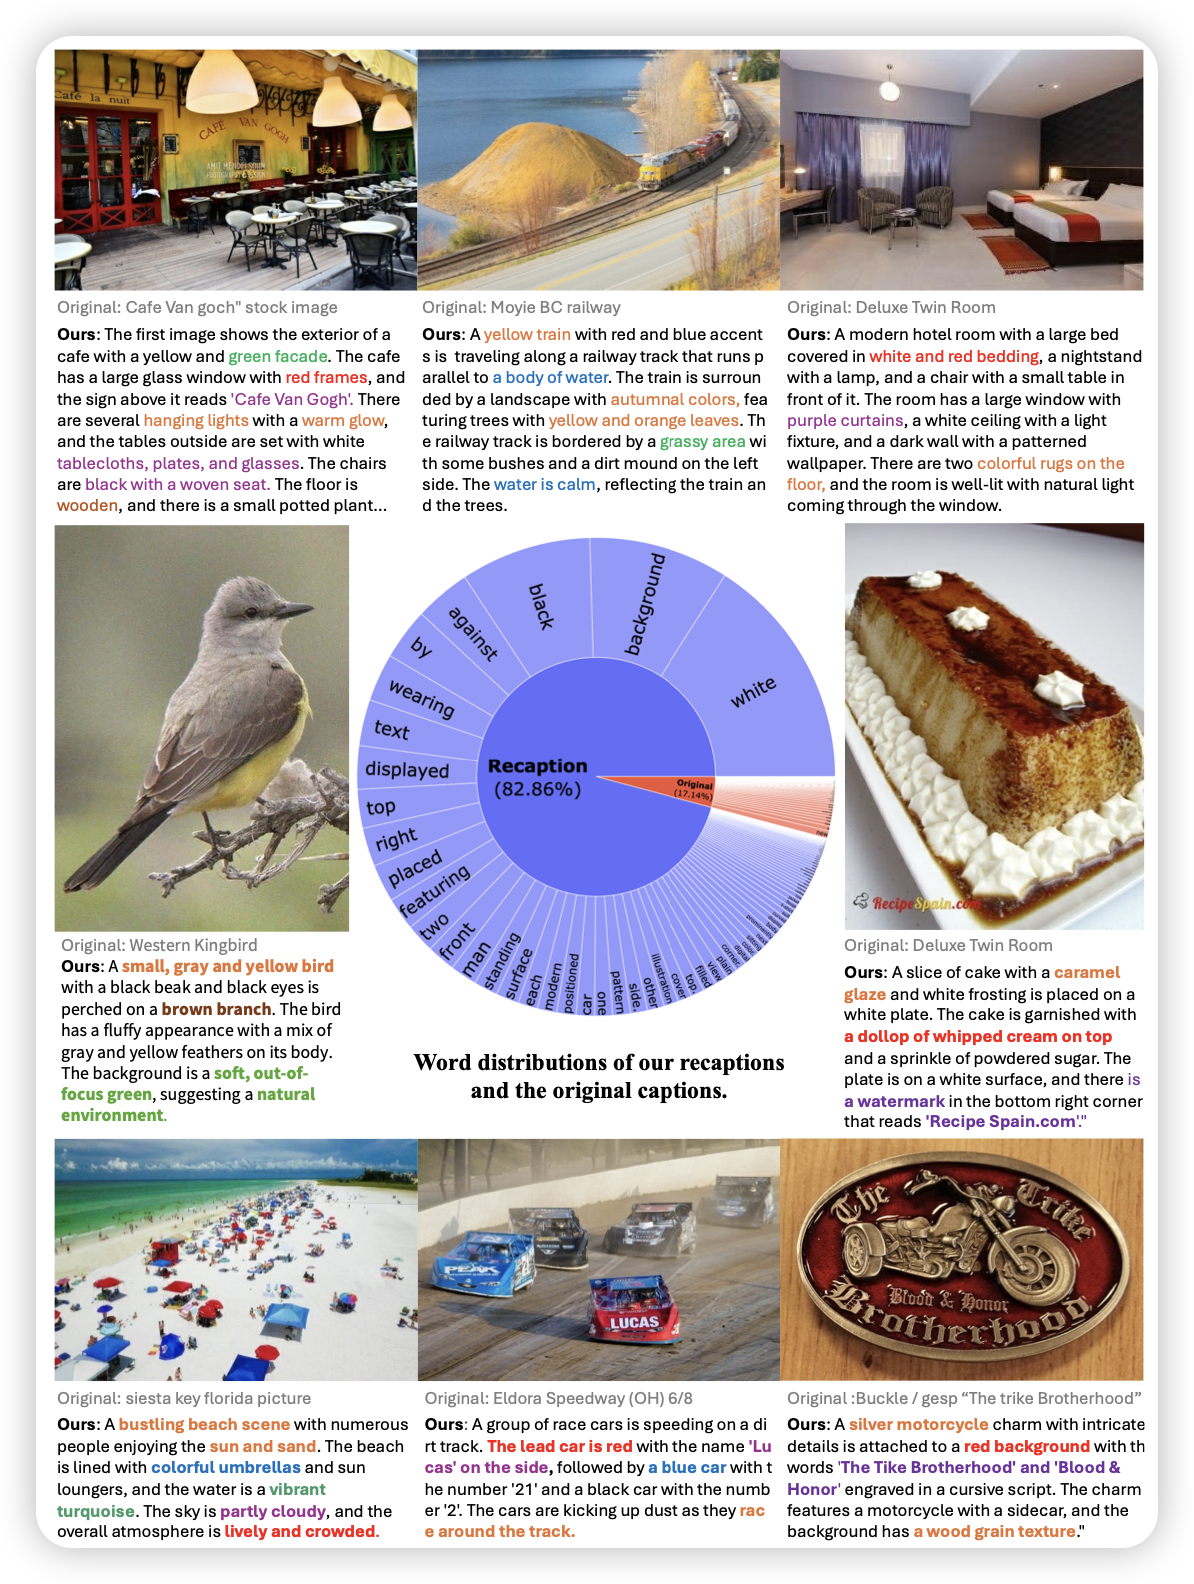 Café la nuit
CAFÉ VAN GOGH
Original: Cafe Van goch" stock image
Ours: The first image shows the exterior of a
cafe with a yellow and green facade. The cafe
has a large glass window with red frames, and
the sign above it reads 'Cafe Van Gogh'. There
are several hanging lights with a warm glow,
and the tables outside are set with white
tablecloths, plates, and glasses. The chairs
are black with a woven seat. The floor is
wooden, and there is a small potted plant...
Original: Moyie BC railway
Ours: A yellow train with red and blue accent
s is  traveling along a railway track that runs p
arallel to a body of water. The train is surroun
ded by a landscape with autumnal colors, fea
turing trees with yellow and orange leaves. Th
e railway track is bordered by a grassy area wi
th some bushes and a dirt mound on the left
side. The water is calm, reflecting the train an
d the trees.
Original: Deluxe Twin Room
Ours: A modern hotel room with a large bed
covered in white and red bedding, a nightstand
with a lamp, and a chair with a small table in
front of it. The room has a large window with
purple curtains, a white ceiling with a light
fixture, and a dark wall with a patterned
wallpaper. There are two colorful rugs on the
floor, and the room is well-lit with natural light
coming through the window.
Original: Western Kingbird
Ours: A small, gray and yellow bird
with a black beak and black eyes is
perched on a brown branch. The bird
has a fluffy appearance with a mix of
gray and yellow feathers on its body.
The background is a soft, out-of-
focus green, suggesting a natural
environment.
Recaption
(82.86%)
Original
(17.14%)
white
background
black
against
by
wearing
text
displayed
top
right
placed
featuring
two
front
man
standing
surface
each
modern
positioned
car
one
pattern
side.
other
illustration
cover
top.
filled
view
plain
corner
new
Word distributions of our recaptions
and the original captions.
RecipeSpain.com
Original: Deluxe Twin Room
Ours: A slice of cake with a caramel
glaze and white frosting is placed on a
white plate. The cake is garnished with
a dollop of whipped cream on top
and a sprinkle of powdered sugar. The
plate is on a white surface, and there is
a watermark in the bottom right corner
that reads 'Recipe Spain.com'."
Original: siesta key florida picture
Ours: A bustling beach scene with numerous
people enjoying the sun and sand. The beach
is lined with colorful umbrellas and sun
loungers, and the water is a vibrant
turquoise. The sky is partly cloudy, and the
overall atmosphere is lively and crowded.
PEAK
LUCAS
Original: Eldora Speedway (OH) 6/8
Ours: A group of race cars is speeding on a di
rt track. The lead car is red with the name 'Lu
cas' on the side, followed by a blue car with t
he number '21' and a black car with the numb
er '2'. The cars are kicking up dust as they rac
e around the track.
The Trike
Blood & Honor
Brotherhood
Original :Buckle / gesp “The trike Brotherhood”
Ours: A silver motorcycle charm with intricate
details is attached to a red background with th
words 'The Tike Brotherhood' and 'Blood &
Honor' engraved in a cursive script. The charm
features a motorcycle with a sidecar, and the
background has a wood grain texture."